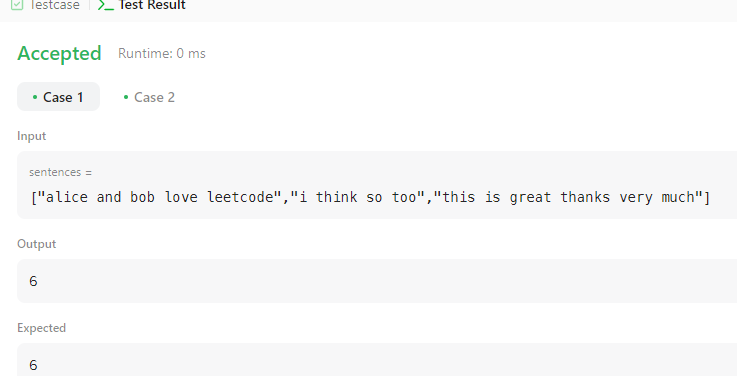 Testcase Test Result
Accepted Runtime: 0 ms
Case 1 Case 2
Input
sentences =
["alice and bob love leetcode","i think so too","this is great thanks very much"]
Output
6
Expected
6